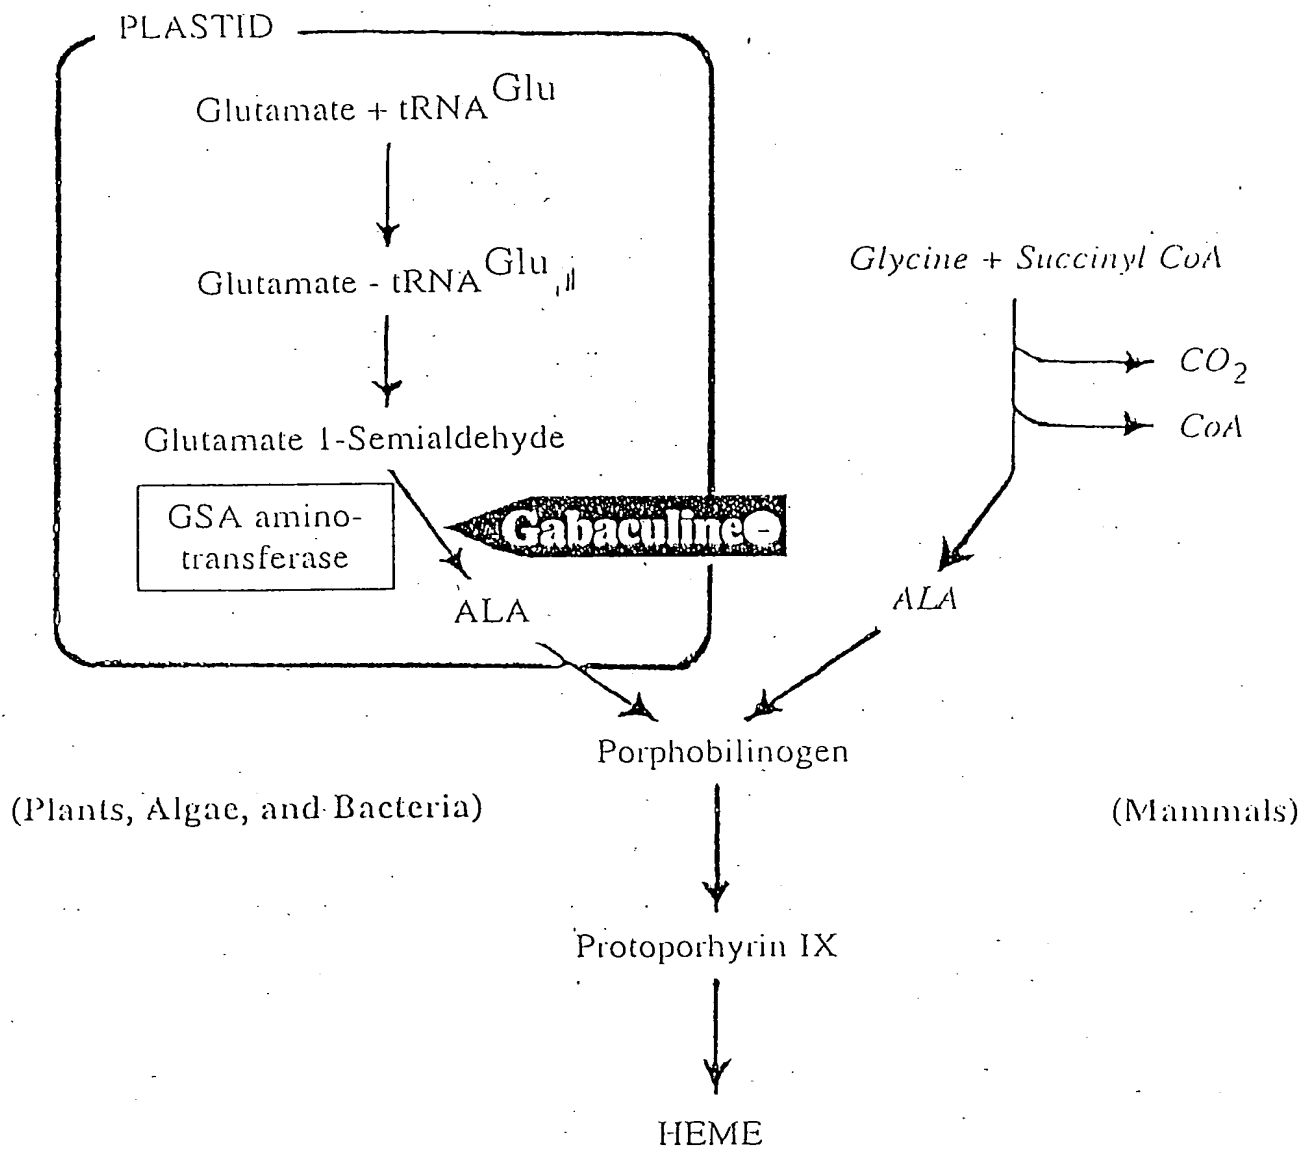 PLASTID
Glutamate + tRNA Glu
Glutamate - tRNA Glu
Glutamate 1-Semialdehyde
GSA amino-
transferase
Gabaculine −
ALA
Glycine + Succinyl CoA
CO2
CoA
ALA
Porphobilinogen
(Plants, Algae, and Bacteria)
(Mammals)
Protoporhyrin IX
HEME